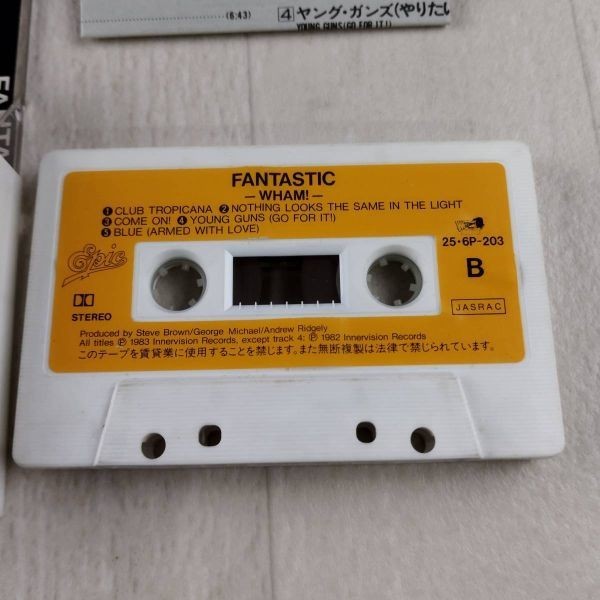 (6:43)
4 ヤング・ガンズ(やりたい
YOUNG GUNS(GO FOR IT!)
FANTA
FANTASTIC
— WHAM! —
❶ CLUB TROPICANA ❷ NOTHING LOOKS THE SAME IN THE LIGHT
❸ COME ON! ❹ YOUNG GUNS (GO FOR IT!)
❺ BLUE (ARMED WITH LOVE)
Epic
25・6P-203
B
STEREO
JASRAC
Produced by Steve Brown/George Michael/Andrew Ridgely
All titles ℗ 1983 Innervision Records, except track 4: ℗ 1982 Innervision Records
このテープを賃貸業に使用することを禁じます。また無断複製は法律で禁じられています。